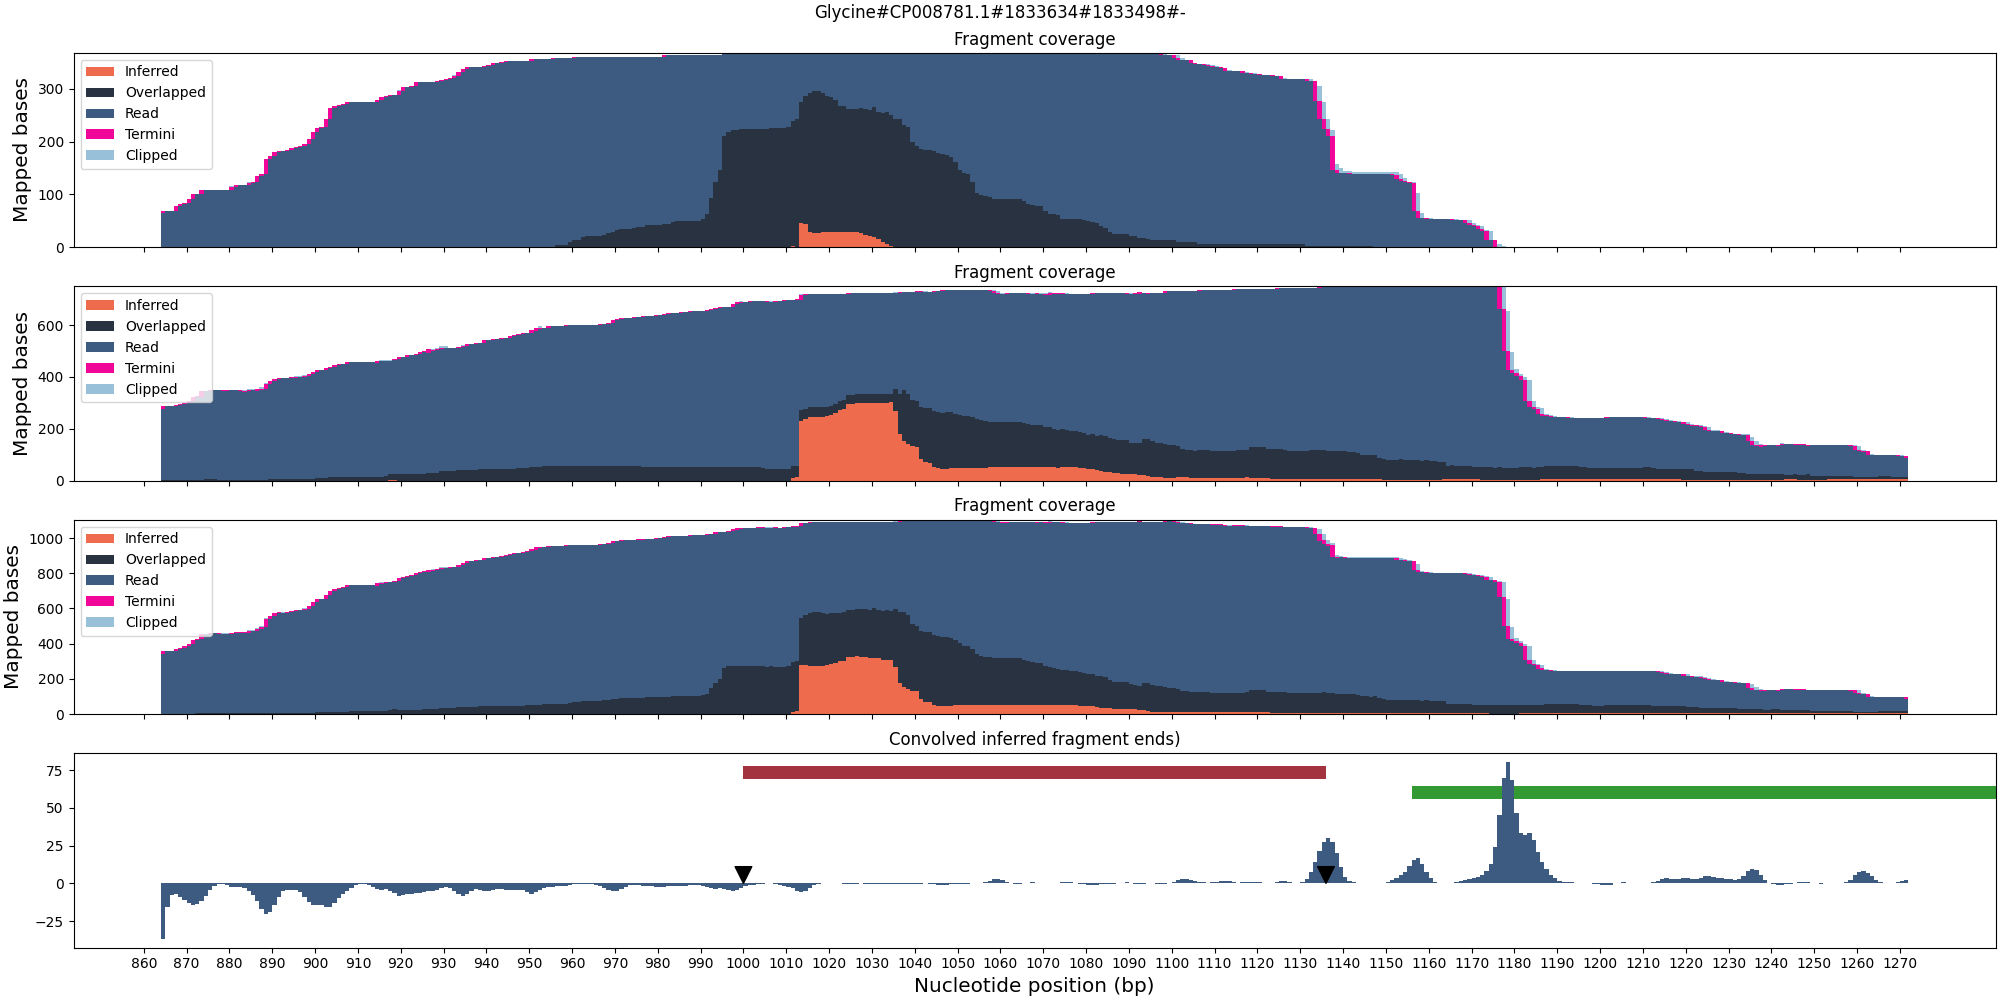 Glycine#CP008781.1#1833634#1833498#-
Fragment coverage
Mapped bases
300
200
100
0
Inferred
Overlapped
Read
Termini
Clipped
Fragment coverage
Mapped bases
600
400
200
0
Inferred
Overlapped
Read
Termini
Clipped
Fragment coverage
Mapped bases
1000
800
600
400
200
0
Inferred
Overlapped
Read
Termini
Clipped
Convolved inferred fragment ends)
75
50
25
0
−25
860 870 880 890 900 910 920 930 940 950 960 970 980 990 1000 1010 1020 1030 1040 1050 1060 1070 1080 1090 1100 1110 1120 1130 1140 1150 1160 1170 1180 1190 1200 1210 1220 1230 1240 1250 1260 1270
Nucleotide position (bp)